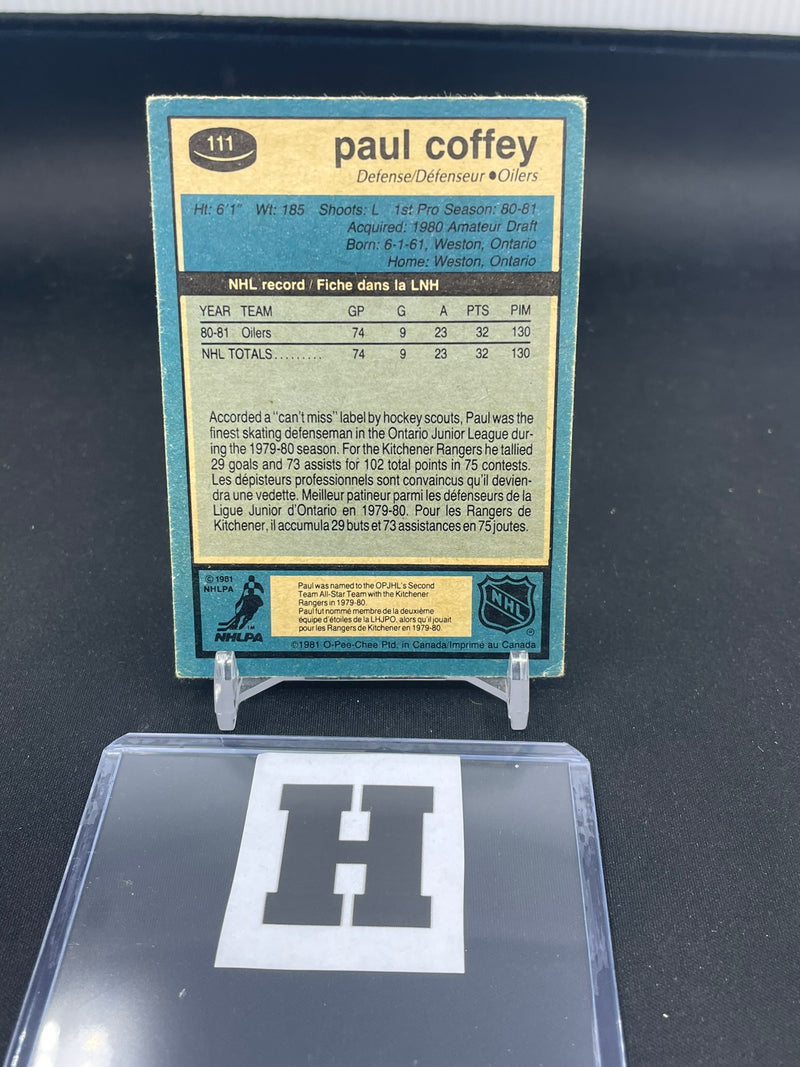 111
paul coffey
Defense/Défenseur •Oilers
Ht: 6'1" Wt: 185 Shoots: L 1st Pro Season: 80-81
Acquired: 1980 Amateur Draft
Born: 6-1-61, Weston, Ontario
Home: Weston, Ontario
NHL record / Fiche dans la LNH
YEAR TEAM GP G A PTS PIM
80-81 Oilers 74 9 23 32 130
NHL TOTALS......... 74 9 23 32 130
Accorded a "can't miss" label by hockey scouts, Paul was the
finest skating defenseman in the Ontario Junior League dur-
ing the 1979-80 season. For the Kitchener Rangers he tallied
29 goals and 73 assists for 102 total points in 75 contests.
Les dépisteurs professionnels sont convaincus qu'il devien-
dra une vedette. Meilleur patineur parmi les défenseurs de la
Ligue Junior d'Ontario en 1979-80. Pour les Rangers de
Kitchener, il accumula 29 buts et 73 assistances en 75 joutes.
© 1981
NHLPA
TM
NHLPA
Paul was named to the OPJHL's Second
Team All-Star Team with the Kitchener
Rangers in 1979-80.
Paul fut nommé membre de la deuxième
équipe d'étoiles de la LHJPO, alors qu'il jouait
pour les Rangers de Kitchener en 1979-80.
NHL
®
©1981 O-Pee-Chee Ptd. in Canada/Imprimé au Canada
H